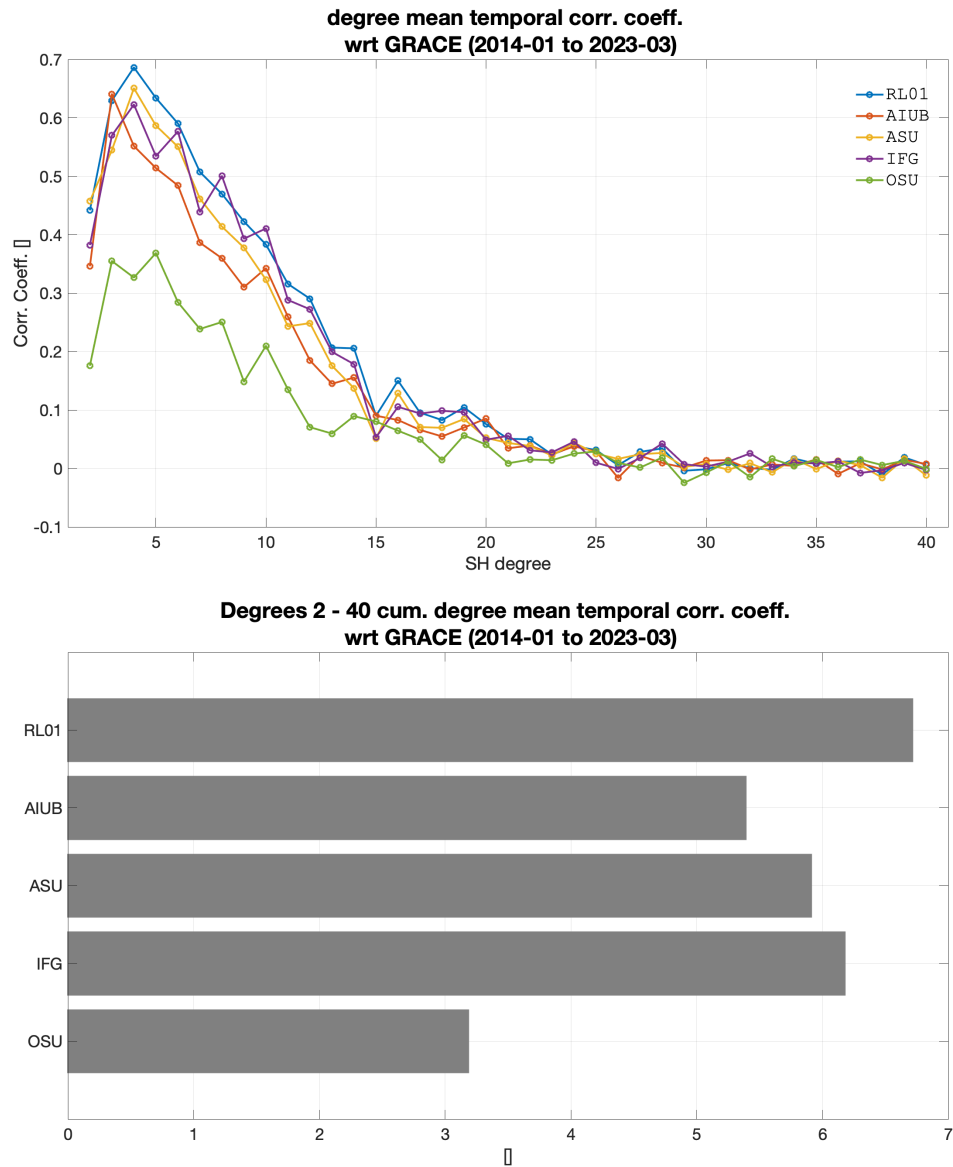 degree mean temporal corr. coeff.
wrt GRACE (2014-01 to 2023-03)
0.7
0.6
0.5
0.4
0.3
0.2
0.1
0
-0.1
Corr. Coeff. []
RL01
AIUB
ASU
IFG
OSU
5 10 15 20 25 30 35 40
SH degree
Degrees 2 - 40 cum. degree mean temporal corr. coeff.
wrt GRACE (2014-01 to 2023-03)
RL01
AIUB
ASU
IFG
OSU
0 1 2 3 4 5 6 7
[]